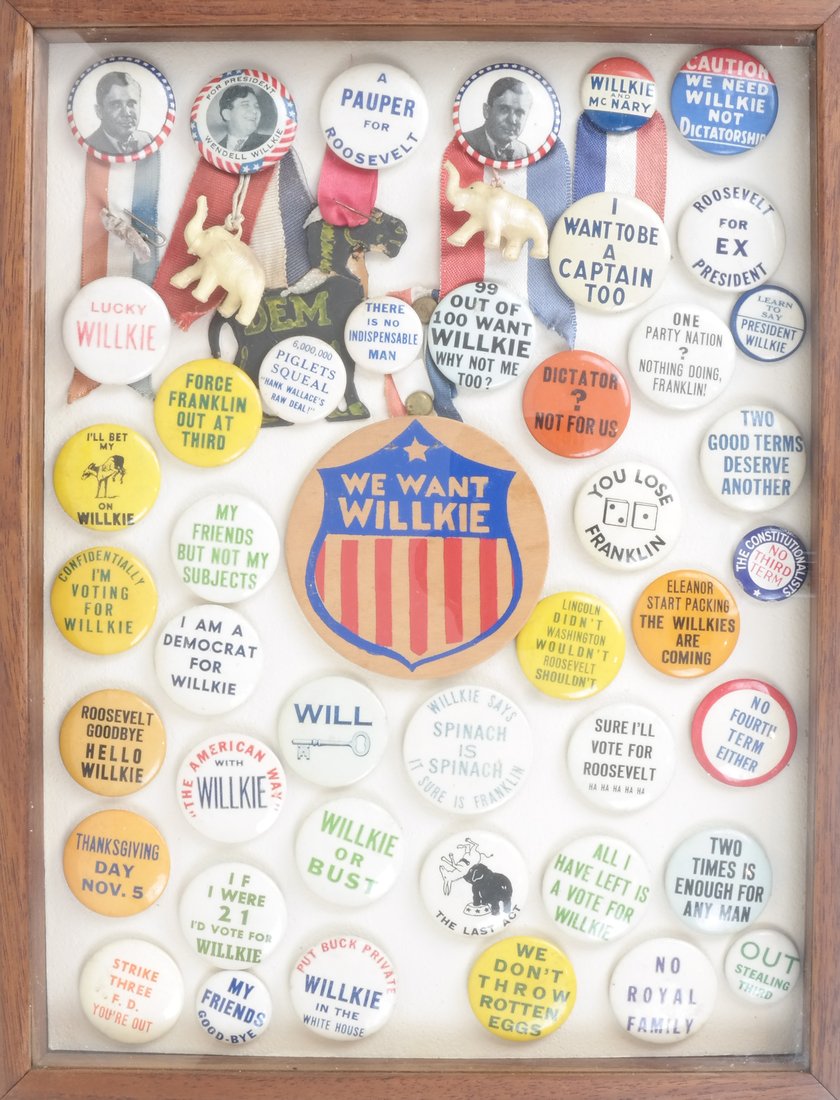 FOR PRESIDENT
WENDELL WILLKIE
A
PAUPER
FOR
ROOSEVELT
WILLKIE
AND
McNARY
CAUTION
WE NEED
WILLKIE
NOT
DICTATORSHIP
I
WANT TO BE
A
CAPTAIN
TOO
ROOSEVELT
FOR
EX
PRESIDENT
LUCKY
WILLKIE
DEM
THERE
IS NO
INDISPENSABLE
MAN
99
OUT OF
100 WANT
WILLKIE
WHY NOT ME
TOO?
ONE
PARTY NATION
?
NOTHING DOING,
FRANKLIN!
LEARN
TO
SAY
PRESIDENT
WILLKIE
6,000,000
PIGLETS
SQUEAL
"HANK WALLACE'S
RAW DEAL!"
FORCE
FRANKLIN
OUT AT
THIRD
DICTATOR
?
NOT FOR US
TWO
GOOD TERMS
DESERVE
ANOTHER
I'LL BET
MY
ON
WILLKIE
WE WANT
WILLKIE
YOU LOSE
FRANKLIN
MY
FRIENDS
BUT NOT MY
SUBJECTS
THE CONSTITUTIONALISTS
NO
THIRD
TERM
CONFIDENTIALLY
I'M
VOTING
FOR
WILLKIE
LINCOLN
DIDN'T
WASHINGTON
WOULDN'T
ROOSEVELT
SHOULDN'T
ELEANOR
START PACKING
THE WILLKIES
ARE
COMING
I AM A
DEMOCRAT
FOR
WILLKIE
ROOSEVELT
GOODBYE
HELLO
WILLKIE
WILL
WILLKIE SAYS
SPINACH
IS
SPINACH
IT SURE IS FRANKLIN
SURE I'LL
VOTE FOR
ROOSEVELT
HA HA HA HA HA
NO
FOURTH
TERM
EITHER
"THE AMERICAN WAY"
WITH
WILLKIE
THANKSGIVING
DAY
NOV. 5
WILLKIE
OR
BUST
THE LAST ACT
ALL I
HAVE LEFT IS
A VOTE FOR
WILLKIE
TWO
TIMES IS
ENOUGH FOR
ANY MAN
IF
I WERE
21
I'D VOTE FOR
WILLKIE
STRIKE
THREE
F. D.
YOU'RE OUT
MY
FRIENDS
GOOD-BYE
PUT BUCK PRIVATE
WILLKIE
IN THE
WHITE HOUSE
WE
DON'T
THROW
ROTTEN
EGGS
NO
ROYAL
FAMILY
OUT
STEALING
THIRD